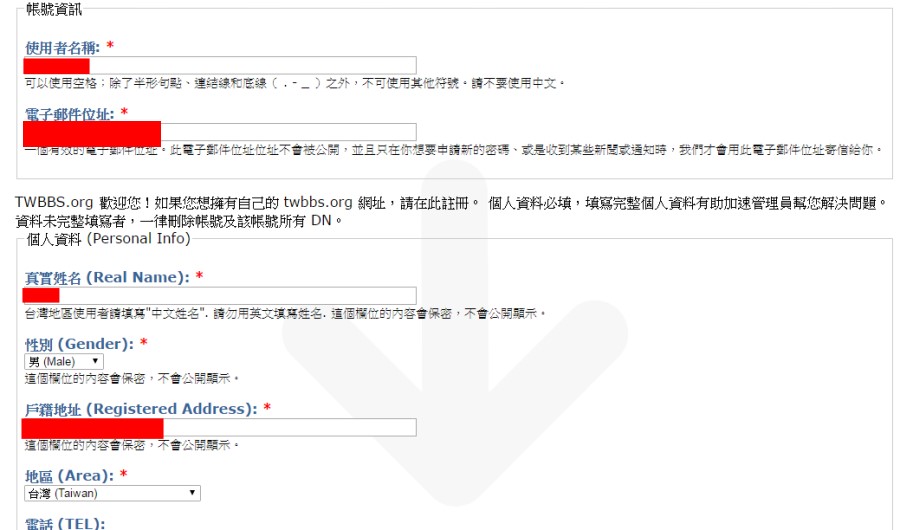 帳號資訊
使用者名稱: *
可以使用空格；除了半形句點、連結線和底線（ . - _ ）之外，不可使用其他符號。請不要使用中文。
電子郵件位址: *
一個有效的電子郵件位址。此電子郵件位址位址不會被公開，並且只在你想要申請新的密碼、或是收到某些新聞或通知時，我們才會用此電子郵件位址寄信給你。
TWBBS.org 歡迎您！如果您想擁有自己的 twbbs.org 網址，請在此註冊。 個人資料必填，填寫完整個人資料有助加速管理員幫您解決問題。
資料未完整填寫者，一律刪除帳號及該帳號所有 DN。
個人資料 (Personal Info)
真實姓名 (Real Name): *
台灣地區使用者請填寫"中文姓名". 請勿用英文填寫姓名. 這個欄位的內容會保密，不會公開顯示。
性別 (Gender): *
男 (Male)
這個欄位的內容會保密，不會公開顯示。
戶籍地址 (Registered Address): *
這個欄位的內容會保密，不會公開顯示。
地區 (Area): *
台灣 (Taiwan)
電話 (TEL):